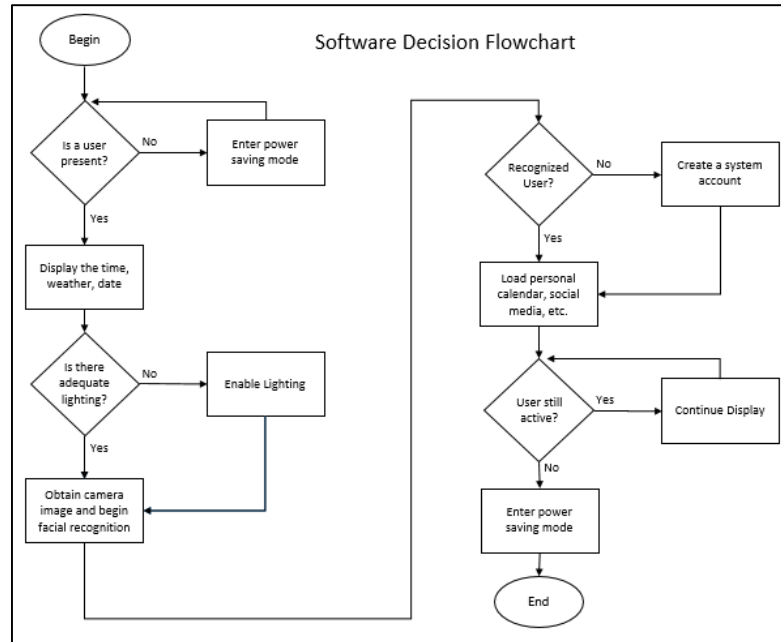 Software Decision Flowchart
Begin
Is a user
present?
No
Enter power
saving mode
Yes
Display the time,
weather, date
Is there
adequate
lighting?
No
Enable Lighting
Yes
Obtain camera
image and begin
facial recognition
Recognized
User?
No
Create a system
account
Yes
Load personal
calendar, social
media, etc.
User still
active?
Yes
Continue Display
No
Enter power
saving mode
End